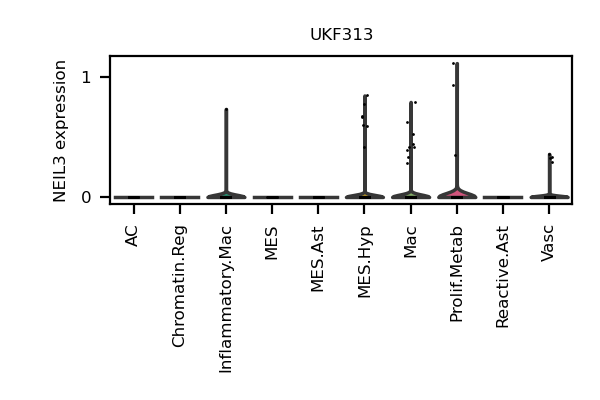 UKF313
NEIL3 expression
1
0
AC
Chromatin.Reg
Inflammatory.Mac
MES
MES.Ast
MES.Hyp
Mac
Prolif.Metab
Reactive.Ast
Vasc